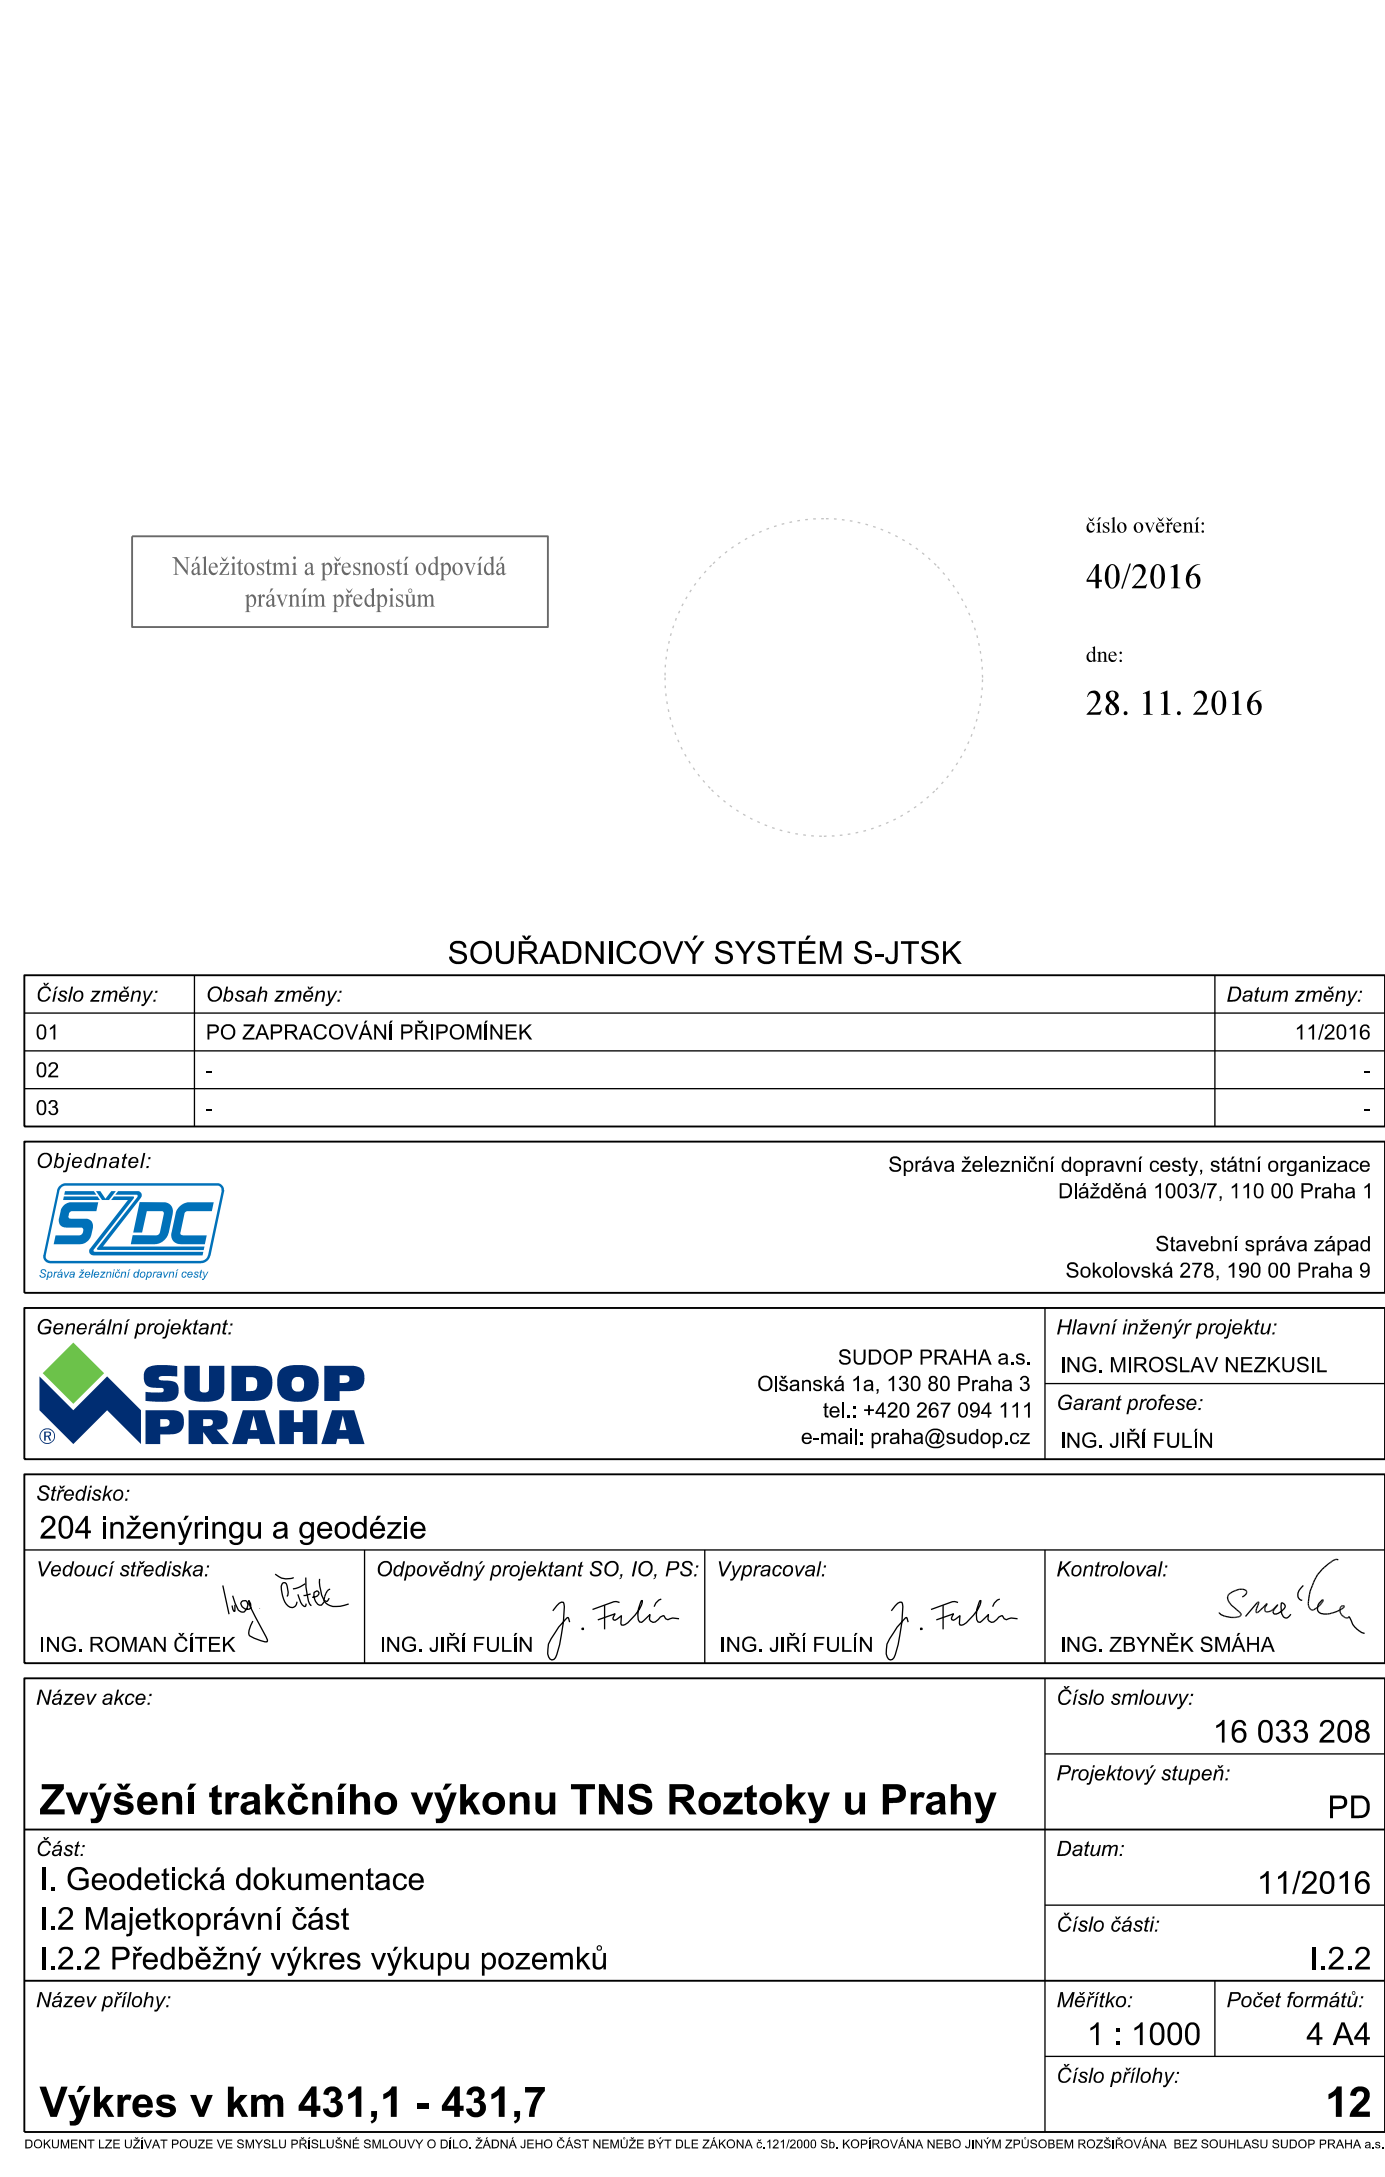 Náležitostmi a přesností odpovídá
právním předpisům
číslo ověření:
40/2016
dne:
28. 11. 2016
SOUŘADNICOVÝ SYSTÉM S-JTSK
Číslo změny: Obsah změny: Datum změny:
01 PO ZAPRACOVÁNÍ PŘIPOMÍNEK 11/2016
02 - -
03 - -
Objednatel:
SŽDC
Správa železniční dopravní cesty
Správa železniční dopravní cesty, státní organizace
Dlážděná 1003/7, 110 00 Praha 1
Stavební správa západ
Sokolovská 278, 190 00 Praha 9
Generální projektant:
SUDOP
PRAHA
®
SUDOP PRAHA a.s.
Olšanská 1a, 130 80 Praha 3
tel.: +420 267 094 111
e-mail: praha@sudop.cz
Hlavní inženýr projektu:
ING. MIROSLAV NEZKUSIL
Garant profese:
ING. JIŘÍ FULÍN
Středisko:
204 inženýringu a geodézie
Vedoucí střediska:
Ing. Čítek
ING. ROMAN ČÍTEK
Odpovědný projektant SO, IO, PS:
J. Fulín
ING. JIŘÍ FULÍN
Vypracoval:
J. Fulín
ING. JIŘÍ FULÍN
Kontroloval:
Smáha
ING. ZBYNĚK SMÁHA
Název akce:
Zvýšení trakčního výkonu TNS Roztoky u Prahy
Číslo smlouvy:
16 033 208
Projektový stupeň:
PD
Část:
I. Geodetická dokumentace
I.2 Majetkoprávní část
I.2.2 Předběžný výkres výkupu pozemků
Datum:
11/2016
Číslo části:
I.2.2
Název přílohy:
Výkres v km 431,1 - 431,7
Měřítko:
1 : 1000
Počet formátů:
4 A4
Číslo přílohy:
12
DOKUMENT LZE UŽÍVAT POUZE VE SMYSLU PŘÍSLUŠNÉ SMLOUVY O DÍLO. ŽÁDNÁ JEHO ČÁST NEMŮŽE BÝT DLE ZÁKONA č.121/2000 Sb. KOPÍROVÁNA NEBO JINÝM ZPŮSOBEM ROZŠIŘOVÁNA BEZ SOUHLASU SUDOP PRAHA a.s.